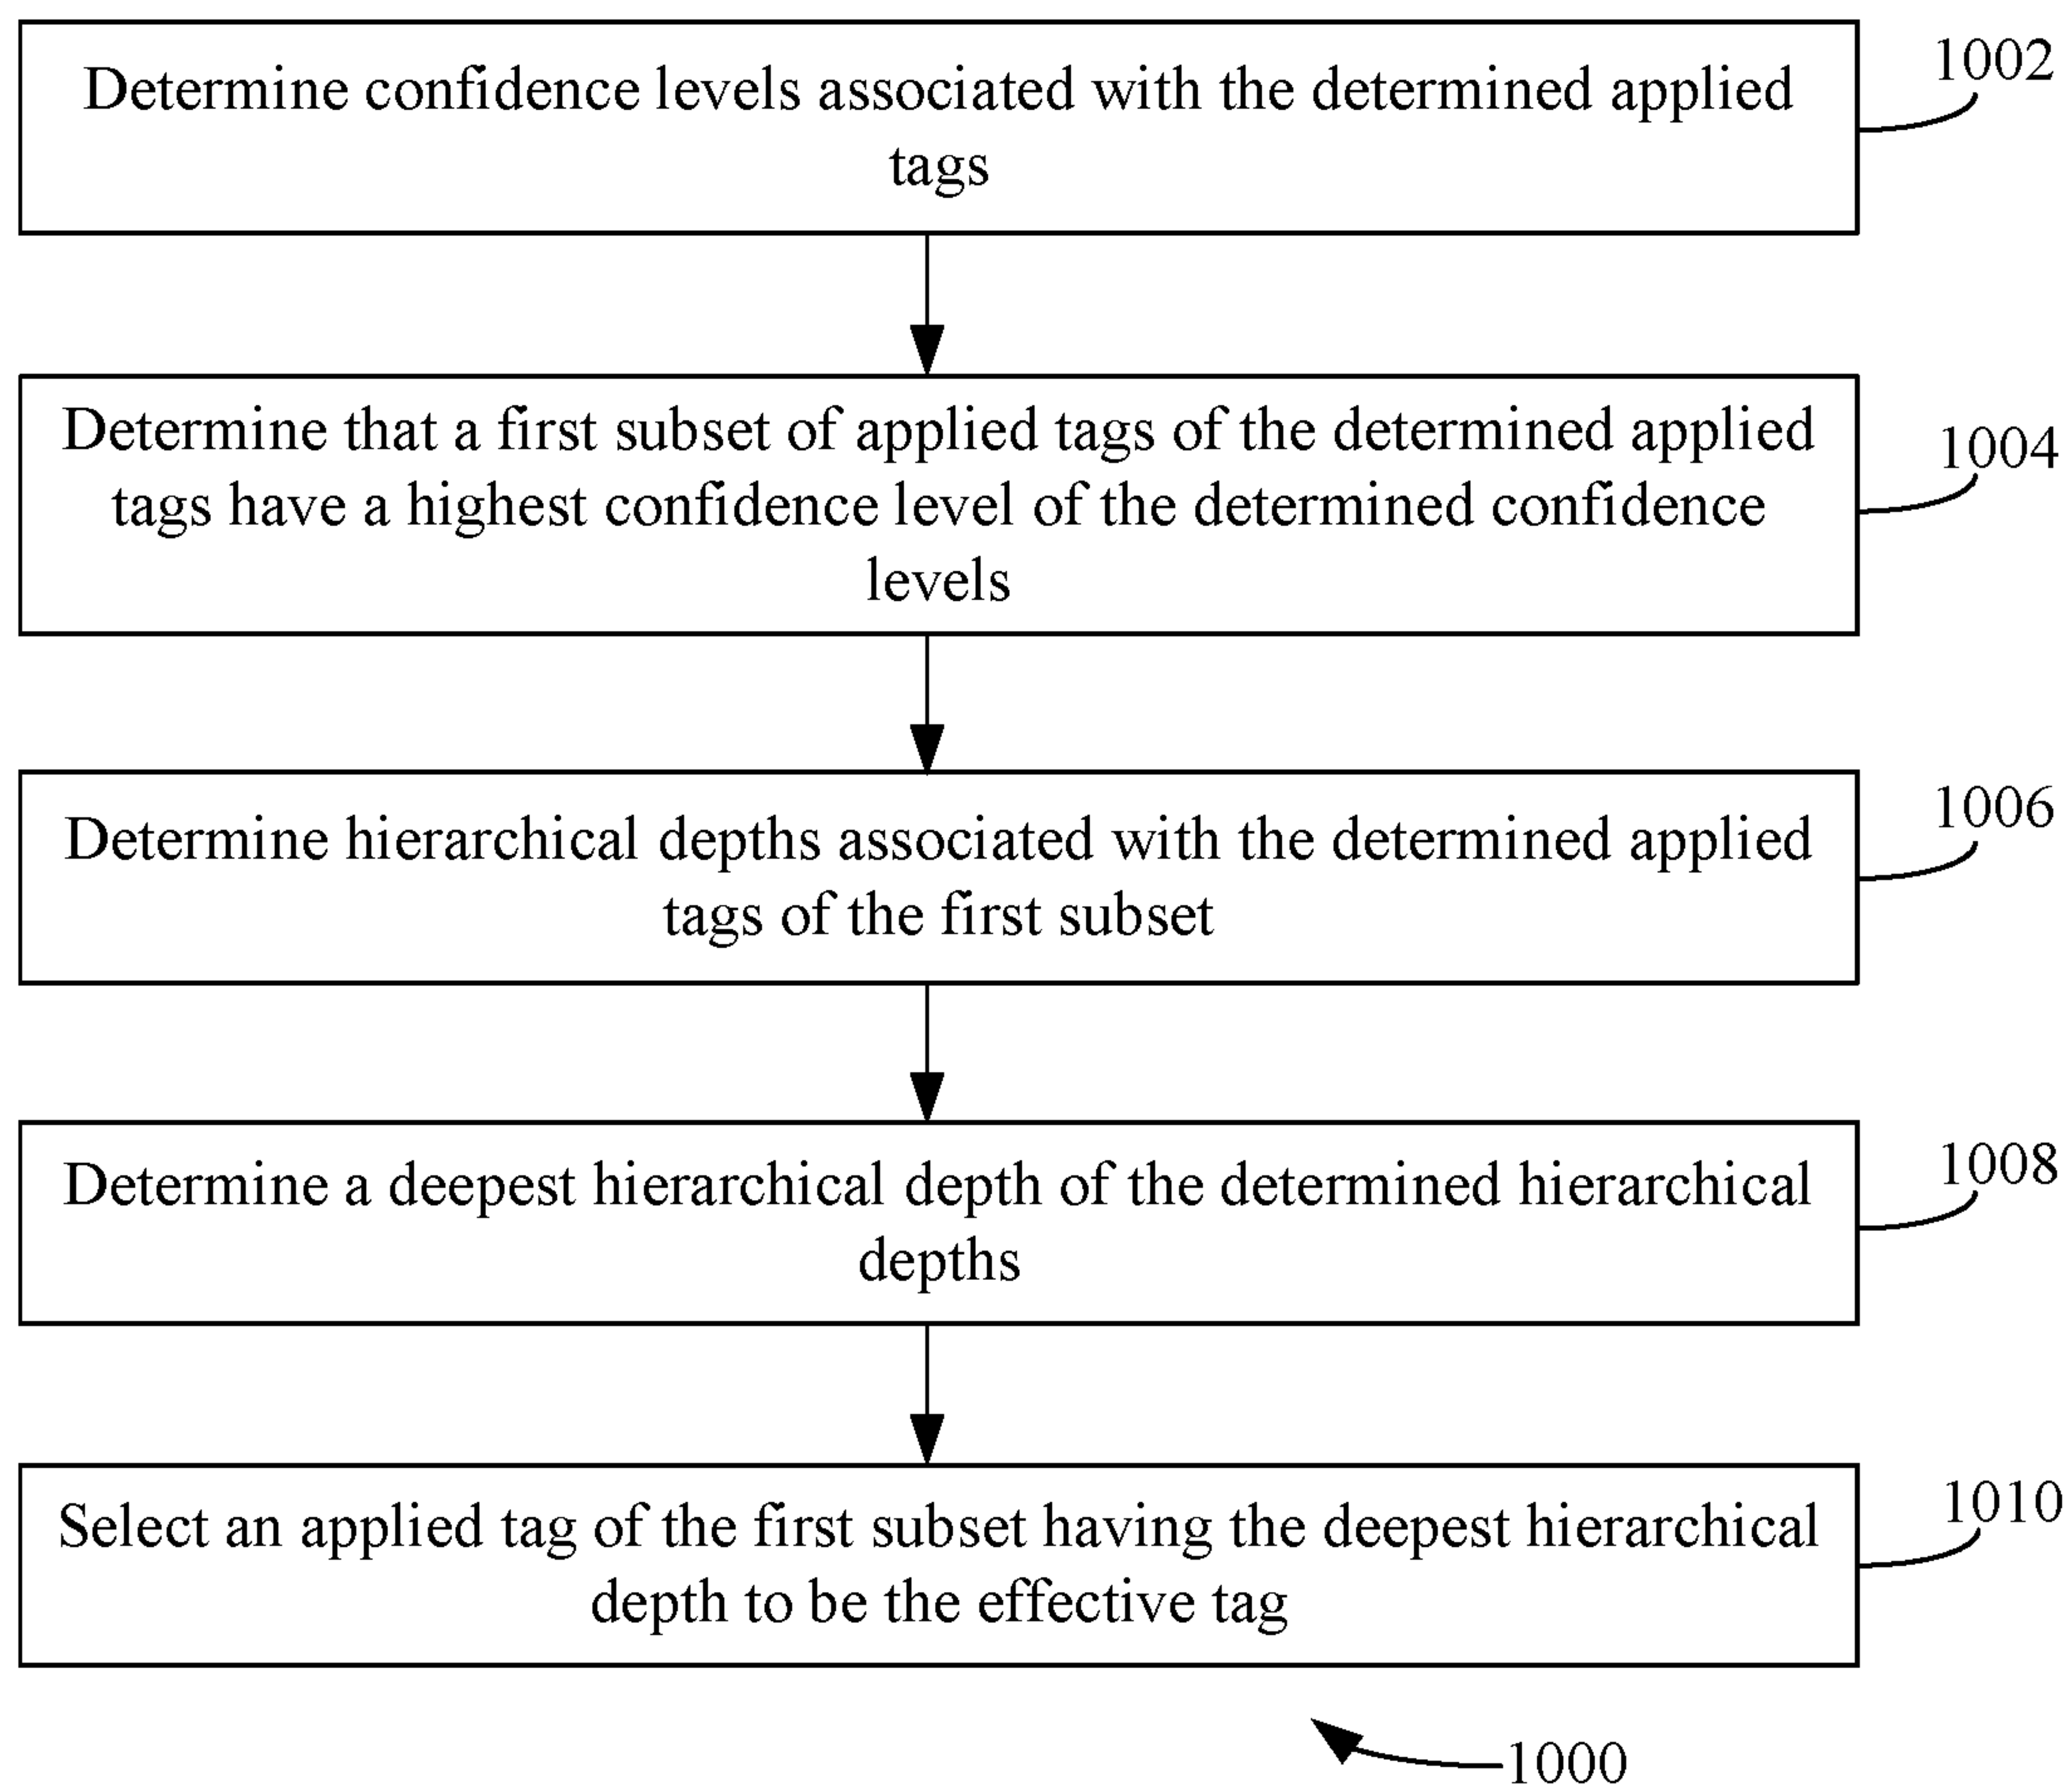 Determine confidence levels associated with the determined applied
tags
1002
Determine that a first subset of applied tags of the determined applied
tags have a highest confidence level of the determined confidence
levels
1004
Determine hierarchical depths associated with the determined applied
tags of the first subset
1006
Determine a deepest hierarchical depth of the determined hierarchical
depths
1008
Select an applied tag of the first subset having the deepest hierarchical
depth to be the effective tag
1010
1000